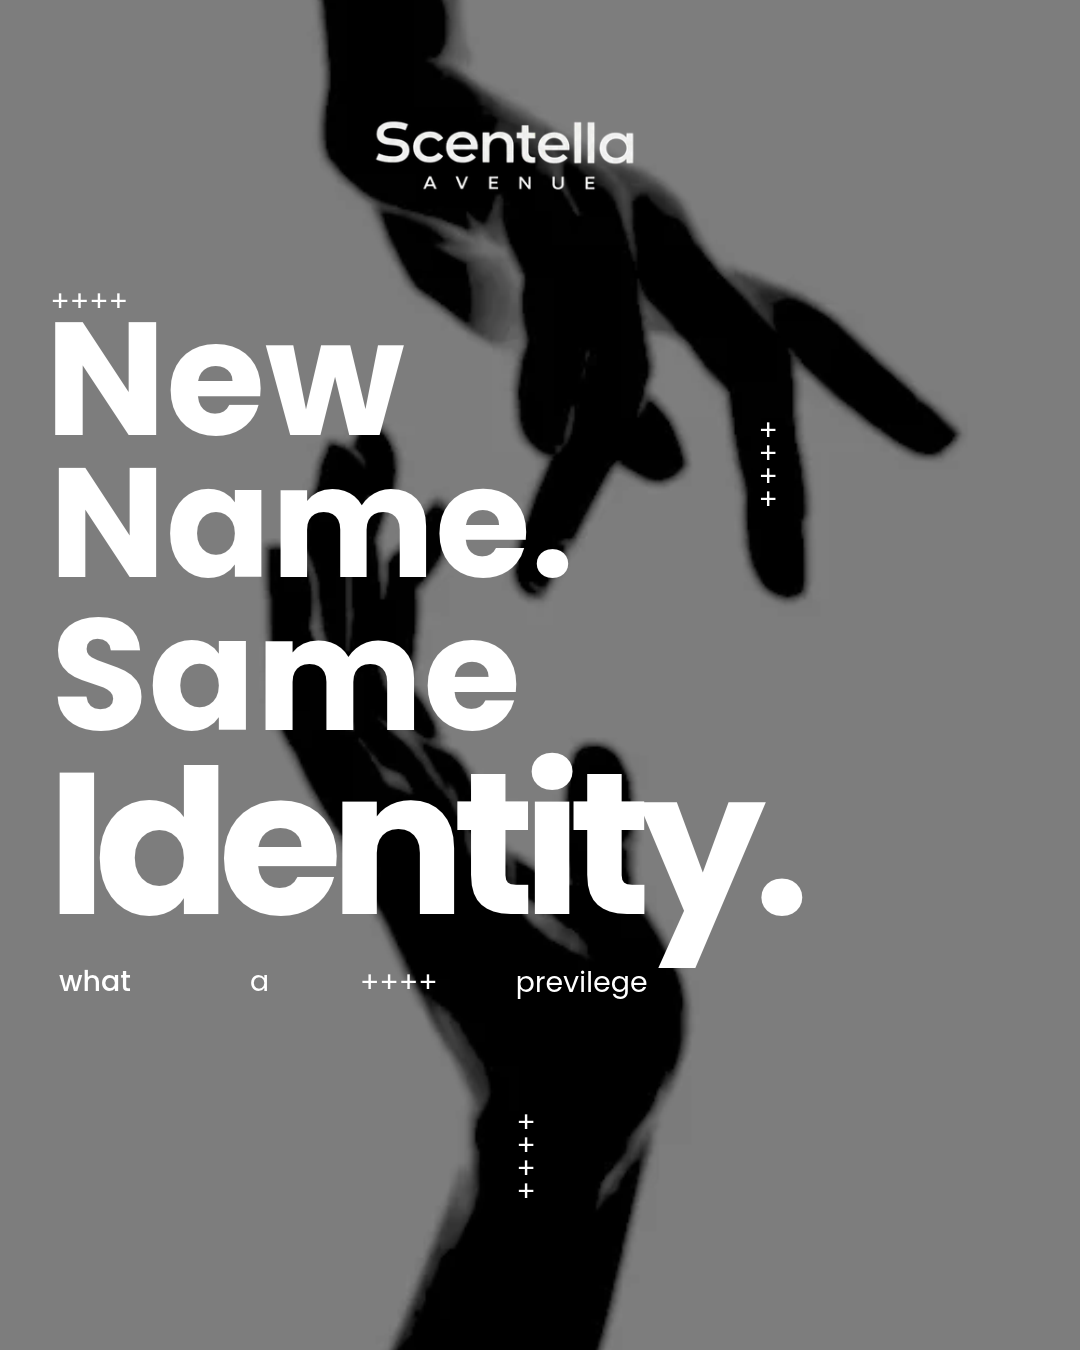 Scentella
AVENUE
++++
New
Name.
Same
Identity.
what a ++++ previlege
+
+
+
+
+
+
+
+